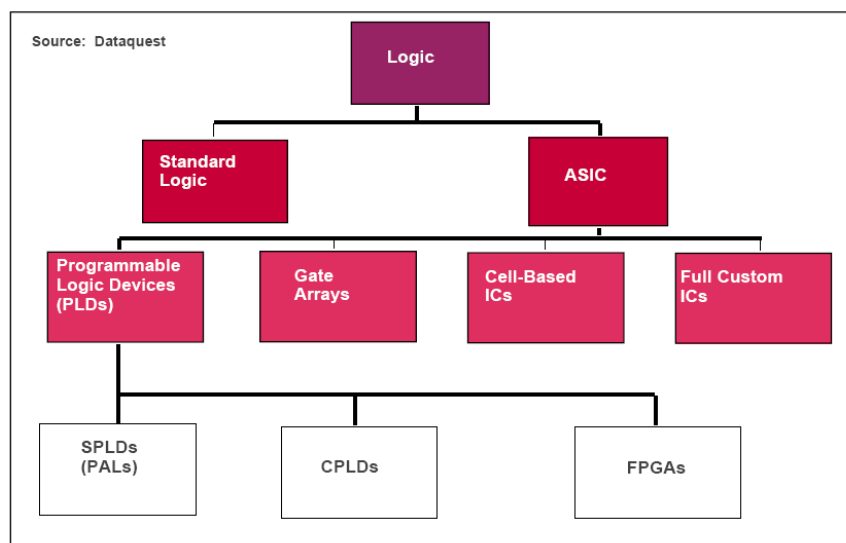 Source: Dataquest
Logic
Standard
Logic
ASIC
Programmable
Logic Devices
(PLDs)
Gate
Arrays
Cell-Based
ICs
Full Custom
ICs
SPLDs
(PALs)
CPLDs
FPGAs